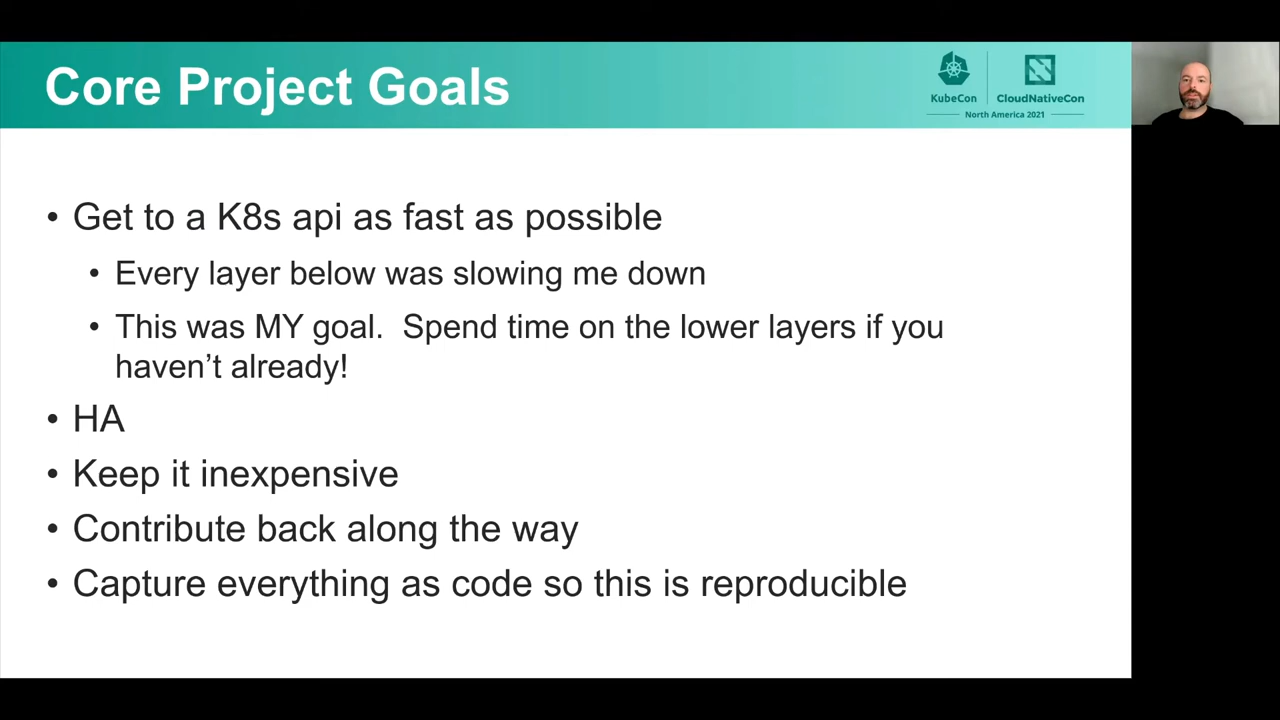 Core Project Goals
KubeCon
CloudNativeCon
North America 2021
• Get to a K8s api as fast as possible
• Every layer below was slowing me down
• This was MY goal.  Spend time on the lower layers if you
haven’t already!
• HA
• Keep it inexpensive
• Contribute back along the way
• Capture everything as code so this is reproducible